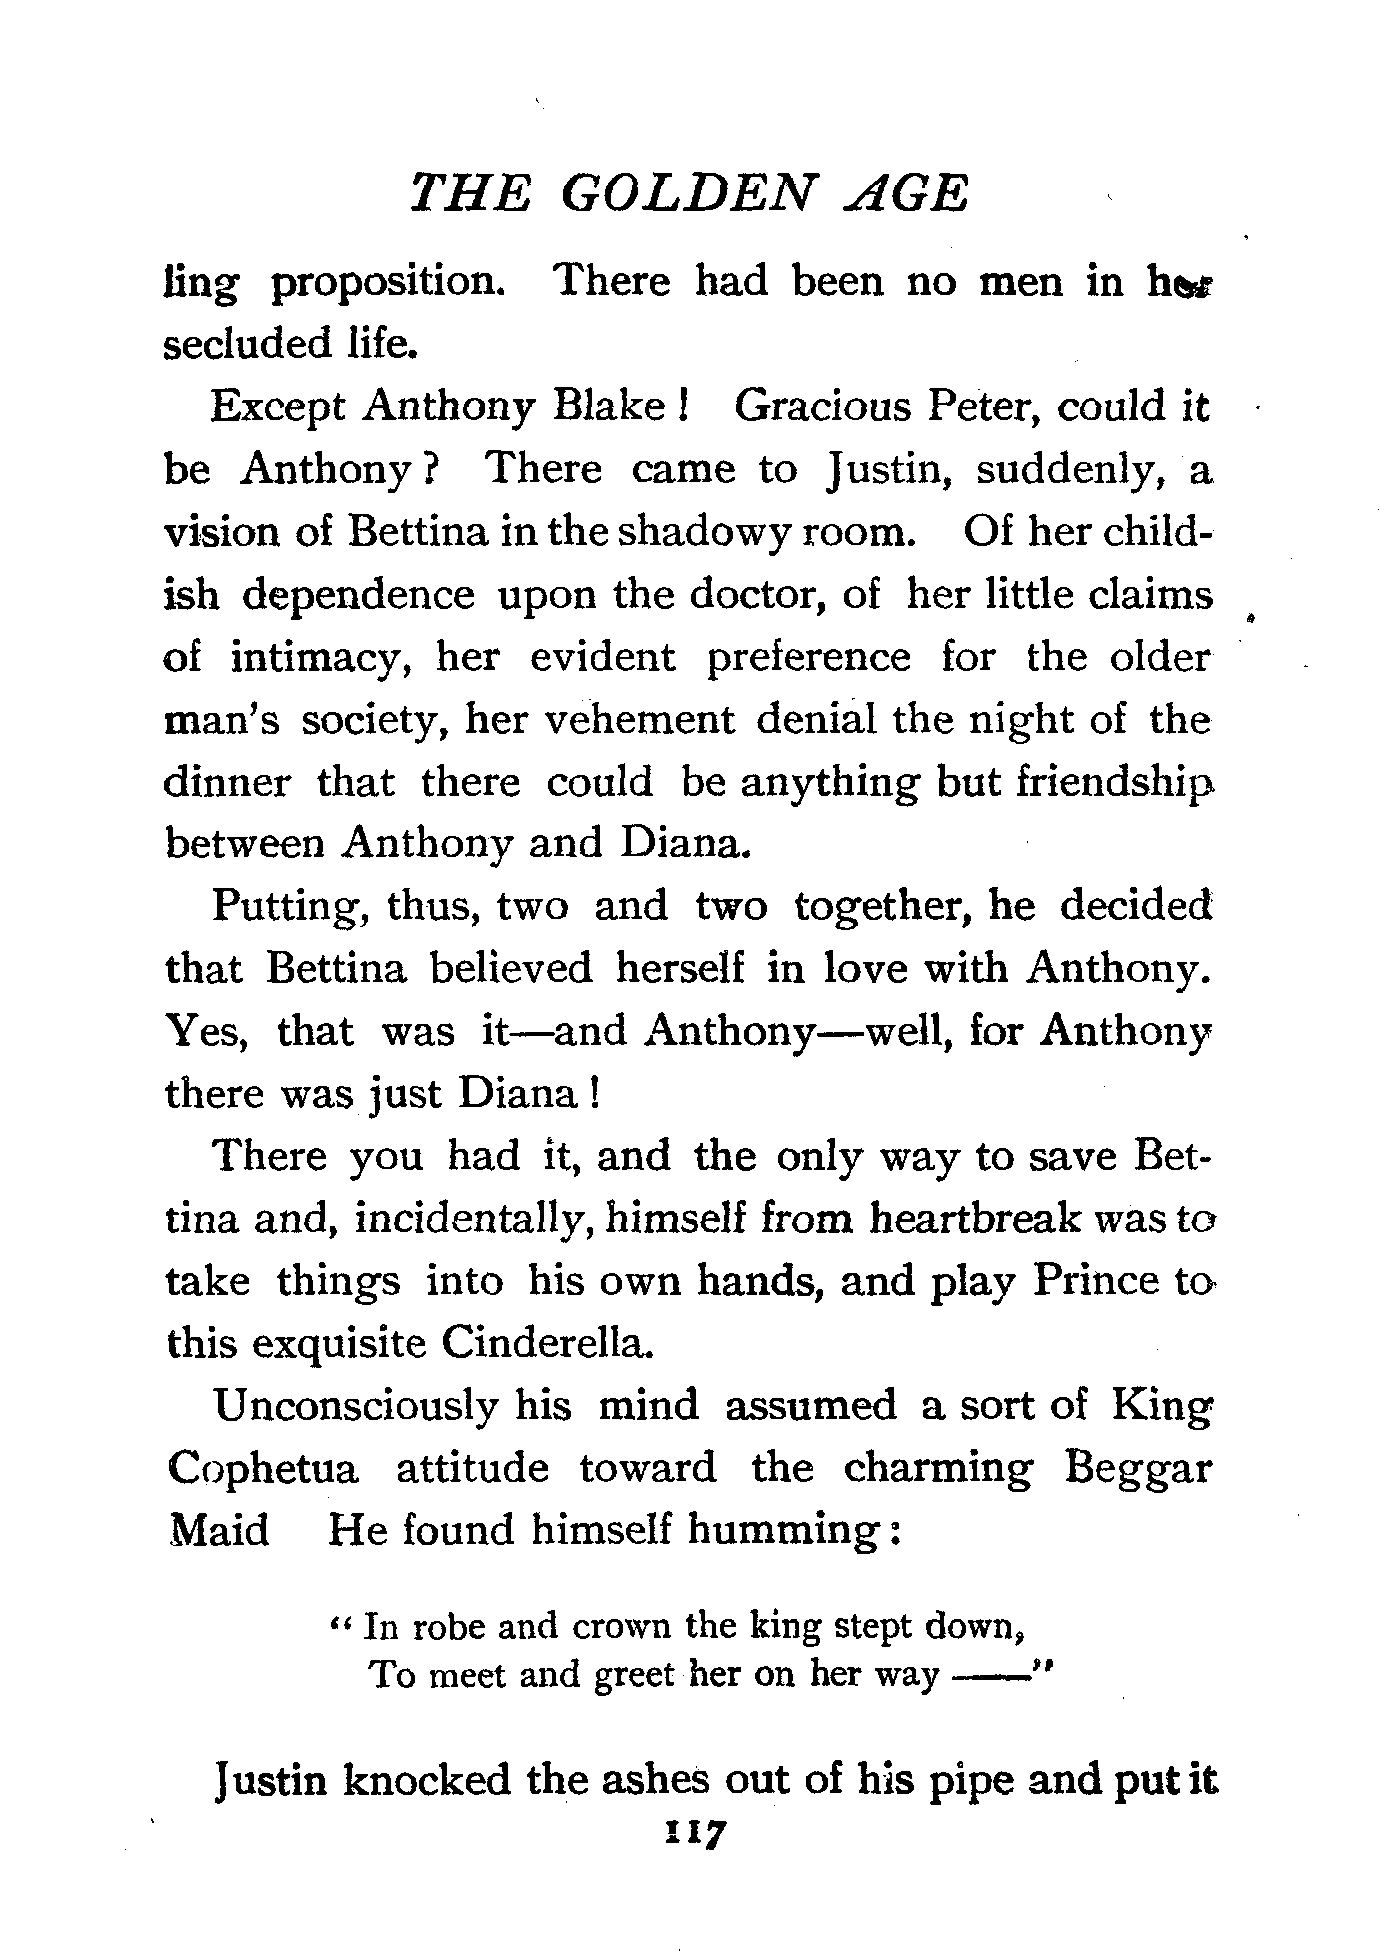 THE GOLDEN AGE
ling proposition. There had been no men in her
secluded life.
Except Anthony Blake! Gracious Peter, could it
be Anthony? There came to Justin, suddenly, a
vision of Bettina in the shadowy room. Of her child-
ish dependence upon the doctor, of her little claims
of intimacy, her evident preference for the older
man's society, her vehement denial the night of the
dinner that there could be anything but friendship
between Anthony and Diana.
Putting, thus, two and two together, he decided
that Bettina believed herself in love with Anthony.
Yes, that was it—and Anthony—well, for Anthony
there was just Diana!
There you had it, and the only way to save Bet-
tina and, incidentally, himself from heartbreak was to
take things into his own hands, and play Prince to
this exquisite Cinderella.
Unconsciously his mind assumed a sort of King
Cophetua attitude toward the charming Beggar
Maid He found himself humming:
"In robe and crown the king stept down,
To meet and greet her on her way ——"
Justin knocked the ashes out of his pipe and put it
117